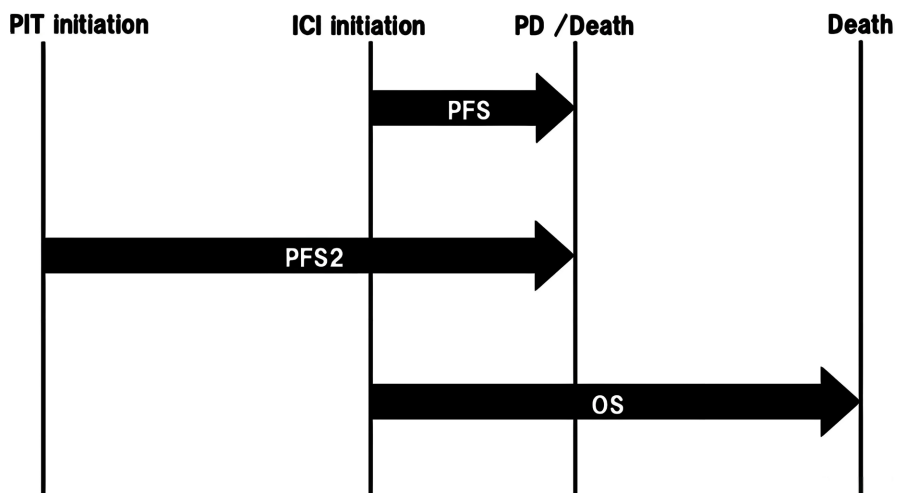 PIT initiation
ICI initiation
PD /Death
Death
PFS
PFS2
OS